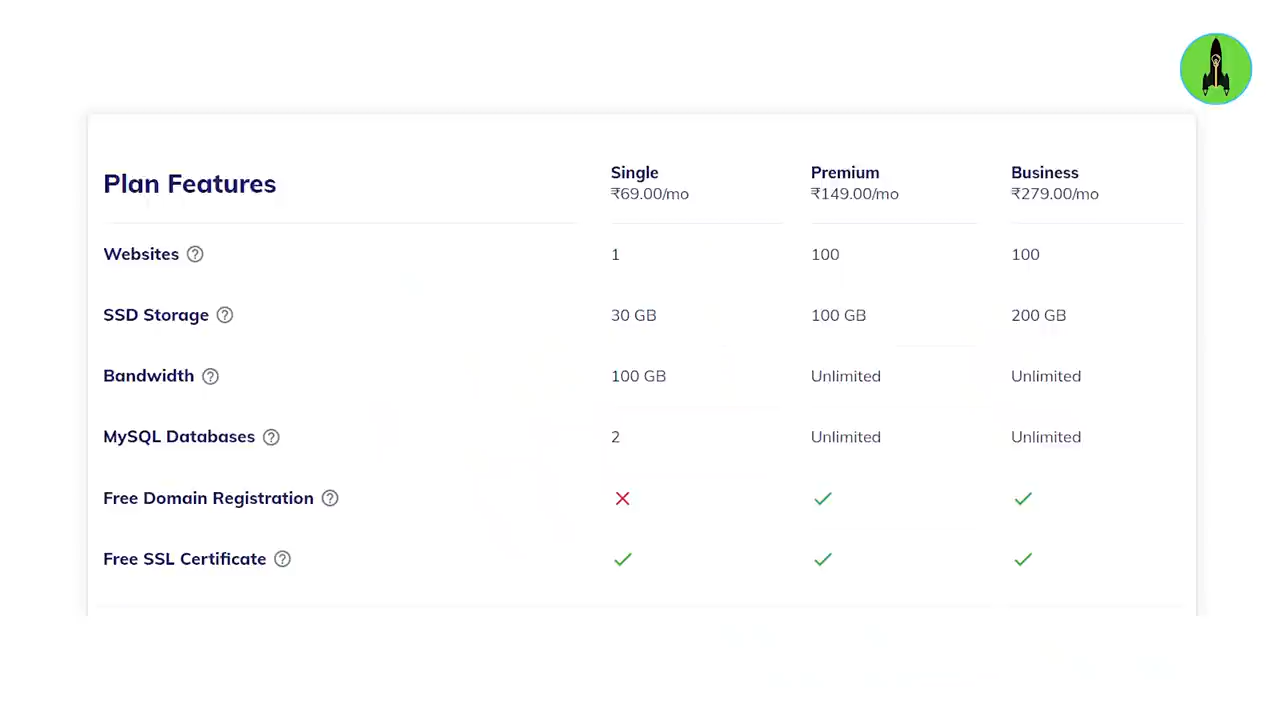 Plan Features
Single Premium Business
₹69.00/mo ₹149.00/mo ₹279.00/mo
Websites ? 1 100 100
SSD Storage ? 30 GB 100 GB 200 GB
Bandwidth ? 100 GB Unlimited Unlimited
MySQL Databases ? 2 Unlimited Unlimited
Free Domain Registration ?
Free SSL Certificate ?